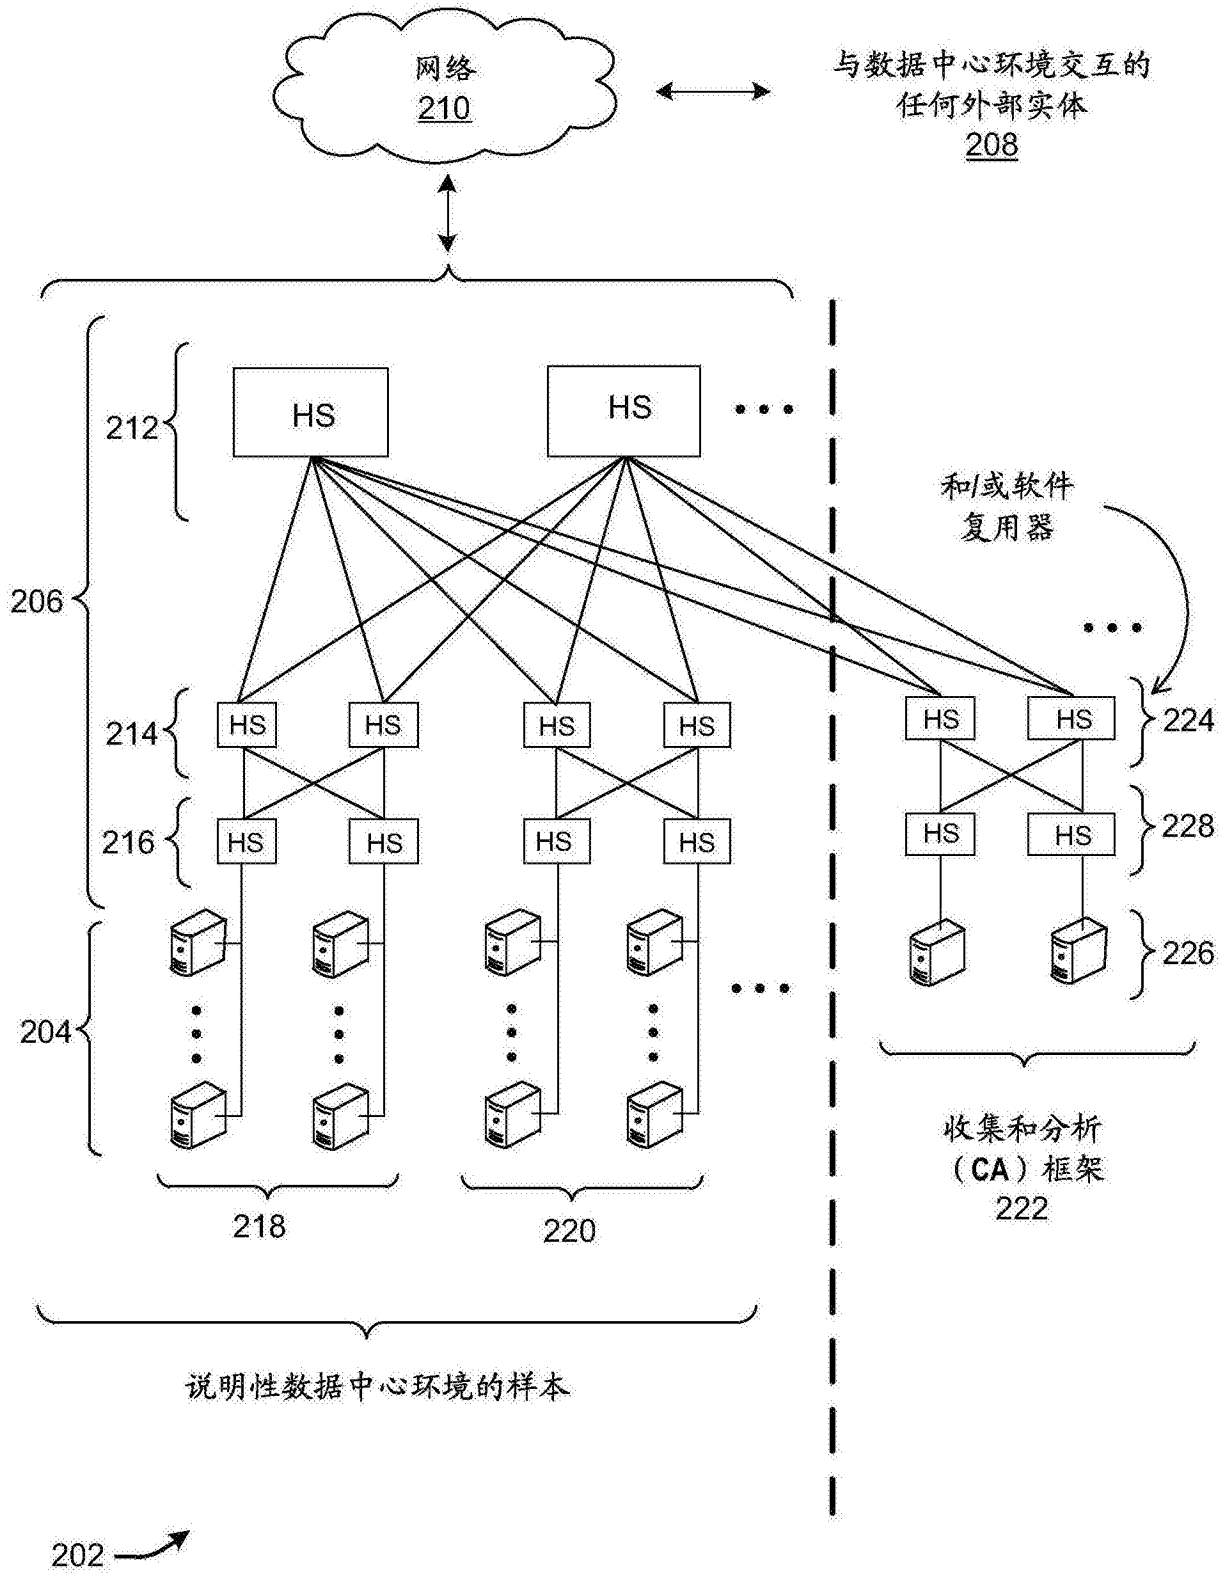 网络
210
与数据中心环境交互的
任何外部实体
208
HS
HS
212
和/或软件
复用器
206
HS
HS
HS
HS
HS
HS
214
224
HS
HS
HS
HS
HS
HS
216
228
226
204
218
220
收集和分析
（CA）框架
222
说明性数据中心环境的样本
202